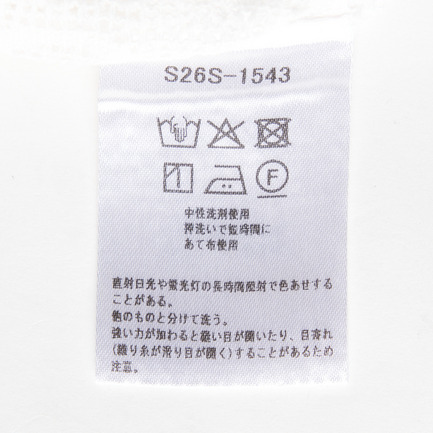 S26S-1543
F
中性洗剤使用
押洗いで短時間に
あて布使用
直射日光や蛍光灯の長時間照射で色あせする
ことがある。
他のものと分けて洗う。
強い力が加わると縫い目が開いたり、目寄れ
(織り糸が滑り目が開く)することがあるため
注意。